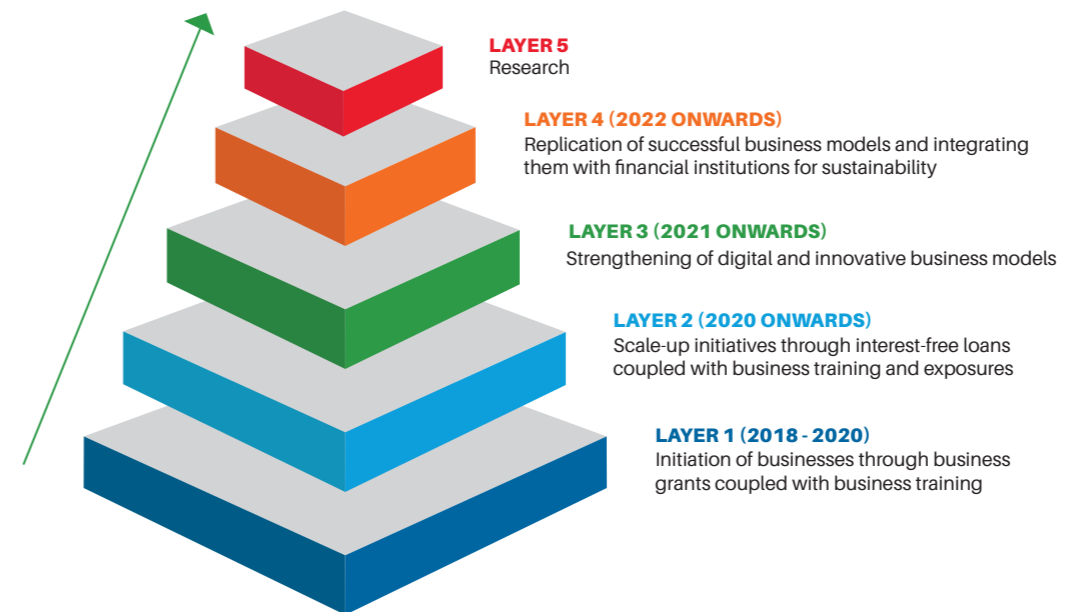 LAYER 5
Research
LAYER 4 (2022 ONWARDS)
Replication of successful business models and integrating
them with financial institutions for sustainability
LAYER 3 (2021 ONWARDS)
Strengthening of digital and innovative business models
LAYER 2 (2020 ONWARDS)
Scale-up initiatives through interest-free loans
coupled with business training and exposures
LAYER 1 (2018 - 2020)
Initiation of businesses through business
grants coupled with business training